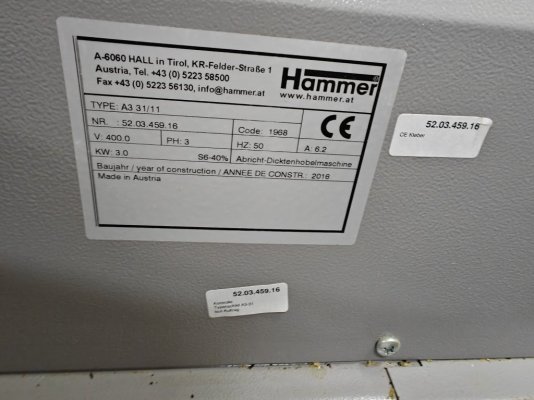 A-6060 HALL in Tirol, KR-Felder-Straße 1
Austria, Tel. +43 (0) 5223 58500
Fax +43 (0) 5223 56130, info@hammer.at
Hammer®
www.hammer.at
TYPE: A3 31/11
NR. : 52.03.459.16
Code: 1968
CE
V: 400.0 PH: 3 HZ: 50 A: 6.2
KW: 3.0 S6-40% Abricht-Dicktenhobelmaschine
Baujahr / year of construction / ANNEE DE CONSTR.: 2016
Made in Austria
52.03.459.16
CE Kleber
52.03.459.16